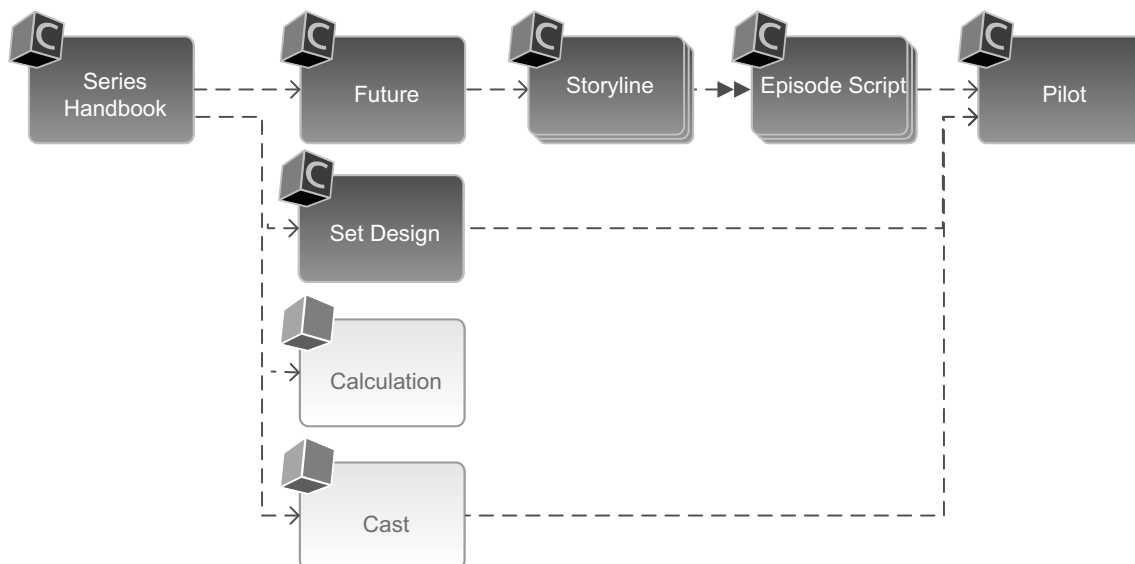 C
Series
Handbook
C
Future
C
Storyline
C
Episode Script
C
Pilot
C
Set Design
Calculation
Cast